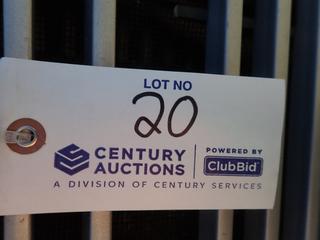 LOT NO
20
CENTURY AUCTIONS
POWERED BY
ClubBid
A DIVISION OF CENTURY SERVICES